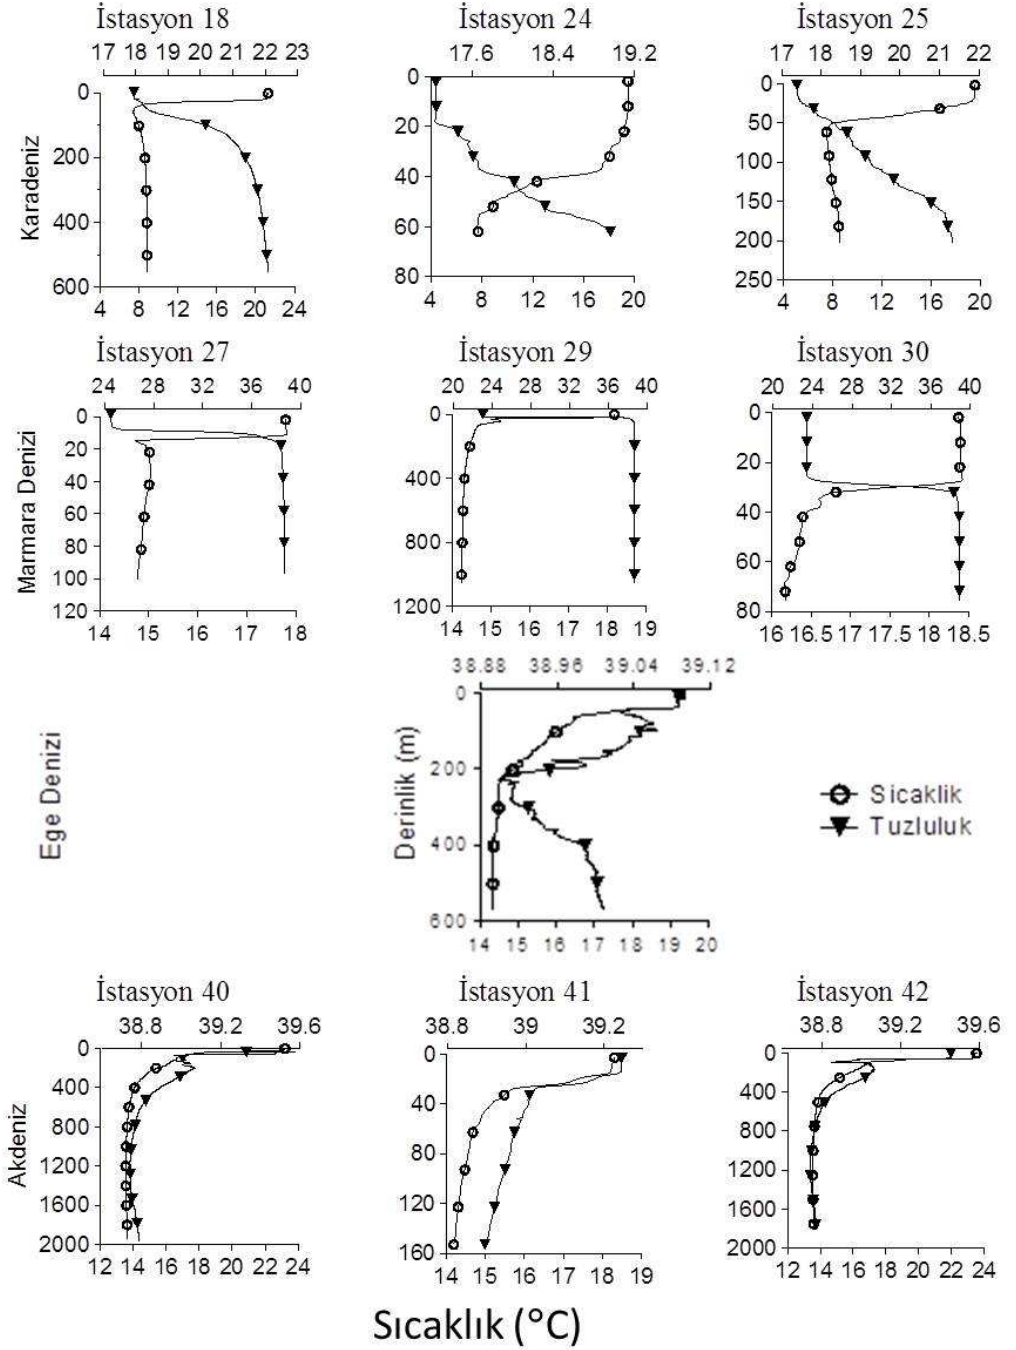 İstasyon 18 İstasyon 24 İstasyon 25
17 18 19 20 21 22 23 17.6 18.4 19.2 17 18 19 20 21 22
Karadeniz
0 200 400 600
0 20 40 60 80
0 50 100 150 200 250
4 8 12 16 20 24 4 8 12 16 20 4 8 12 16 20
İstasyon 27 İstasyon 29 İstasyon 30
24 28 32 36 40 20 24 28 32 36 40 20 24 28 32 36 40
Marmara Denizi
0 20 40 60 80 100 120
0 400 800 1200
0 20 40 60 80
14 15 16 17 18 14 15 16 17 18 19 16 16.5 17 17.5 18 18.5
38.88 38.96 39.04 39.12
Ege Denizi
Derinlik (m)
0 200 400 600
Sicaklik
Tuzluluk
14 15 16 17 18 19 20
İstasyon 40 İstasyon 41 İstasyon 42
38.8 39.2 39.6 38.8 39 39.2 38.8 39.2 39.6
Akdeniz
0 400 800 1200 1600 2000
0 40 80 120 160
0 400 800 1200 1600 2000
12 14 16 18 20 22 24 14 15 16 17 18 19 12 14 16 18 20 22 24
Sıcaklık (°C)